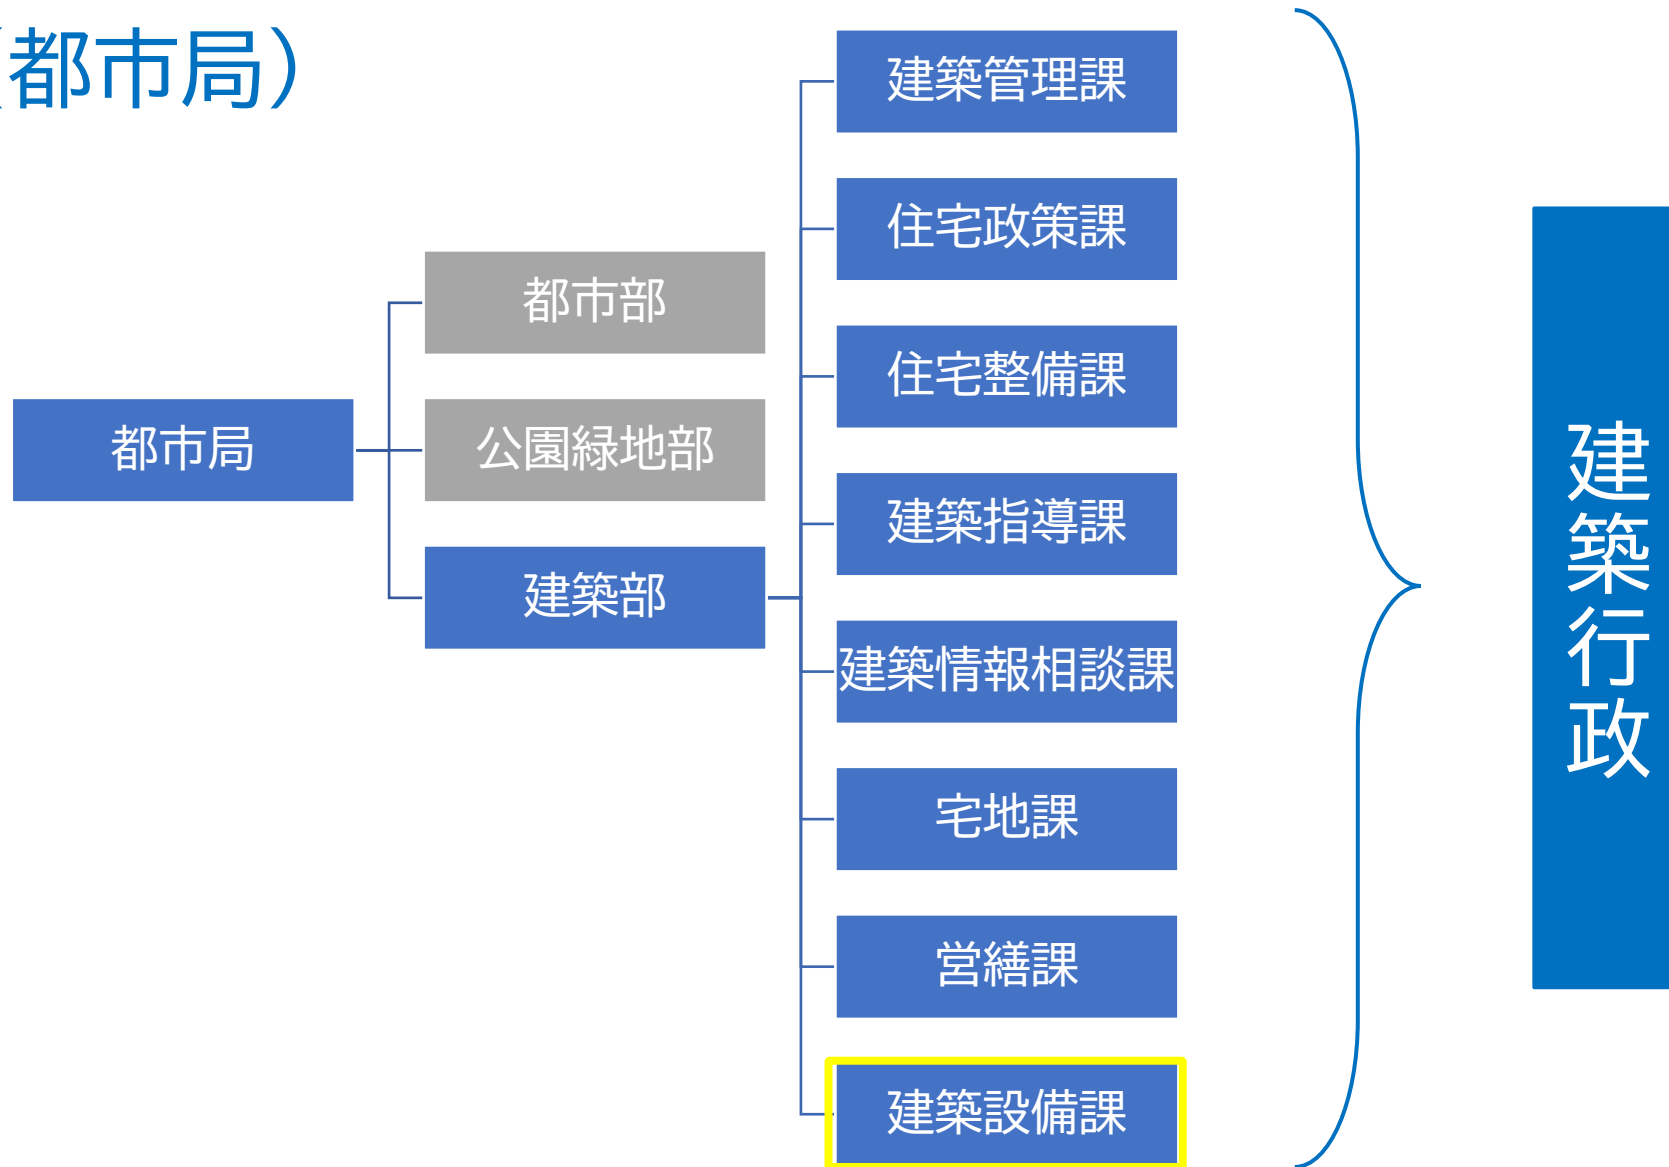 （都市局）
都市局
都市部
公園緑地部
建築部
建築管理課
住宅政策課
住宅整備課
建築指導課
建築情報相談課
宅地課
営繕課
建築設備課
建築行政